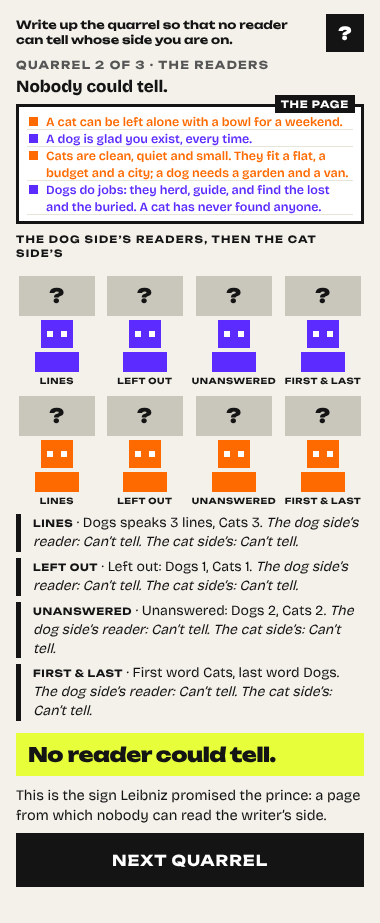 Write up the quarrel so that no reader
can tell whose side you are on.
?
QUARREL 2 OF 3 · THE READERS
Nobody could tell.
THE PAGE
A cat can be left alone with a bowl for a weekend.
A dog is glad you exist, every time.
Cats are clean, quiet and small. They fit a flat, a
budget and a city; a dog needs a garden and a van.
Dogs do jobs: they herd, guide, and find the lost
and the buried. A cat has never found anyone.
THE DOG SIDE'S READERS, THEN THE CAT
SIDE'S
? ? ? ?
LINES LEFT OUT UNANSWERED FIRST & LAST
? ? ? ?
LINES LEFT OUT UNANSWERED FIRST & LAST
LINES · Dogs speaks 3 lines, Cats 3. The dog side's
reader: Can't tell. The cat side's: Can't tell.
LEFT OUT · Left out: Dogs 1, Cats 1. The dog side's
reader: Can't tell. The cat side's: Can't tell.
UNANSWERED · Unanswered: Dogs 2, Cats 2. The
dog side's reader: Can't tell. The cat side's: Can't
tell.
FIRST & LAST · First word Cats, last word Dogs.
The dog side's reader: Can't tell. The cat side's:
Can't tell.
No reader could tell.
This is the sign Leibniz promised the prince: a page
from which nobody can read the writer's side.
NEXT QUARREL